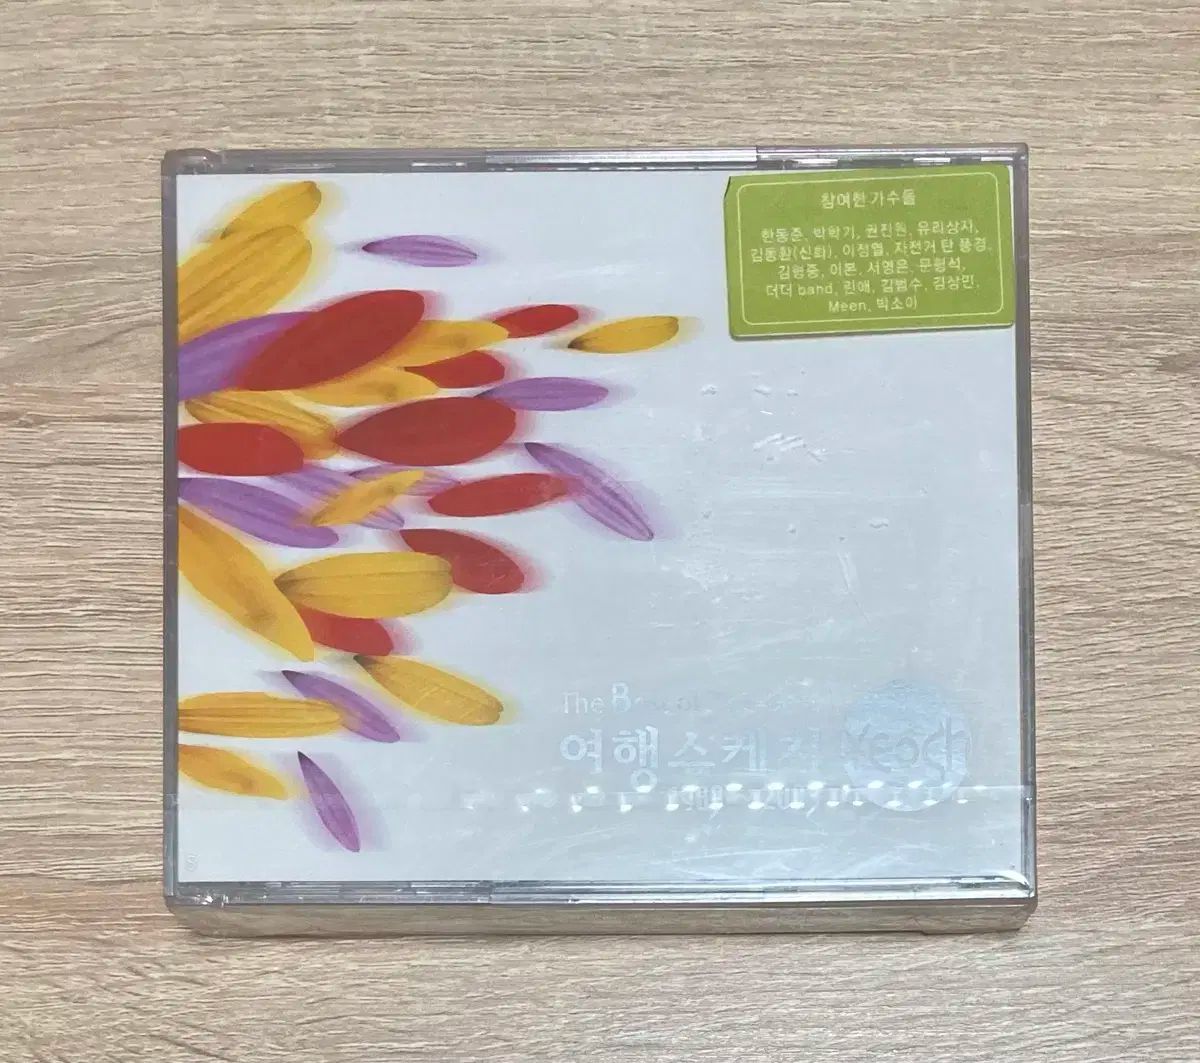 참여한 가수들
한동준, 박학기, 권진원, 유리상자,
김동완(신화), 이정열, 자전거 탄 풍경,
김형중, 이본, 서영은, 문형석,
더더 band, 린애, 김범수, 김상민,
Meen, 박소이
The Best of
여행스케치
S